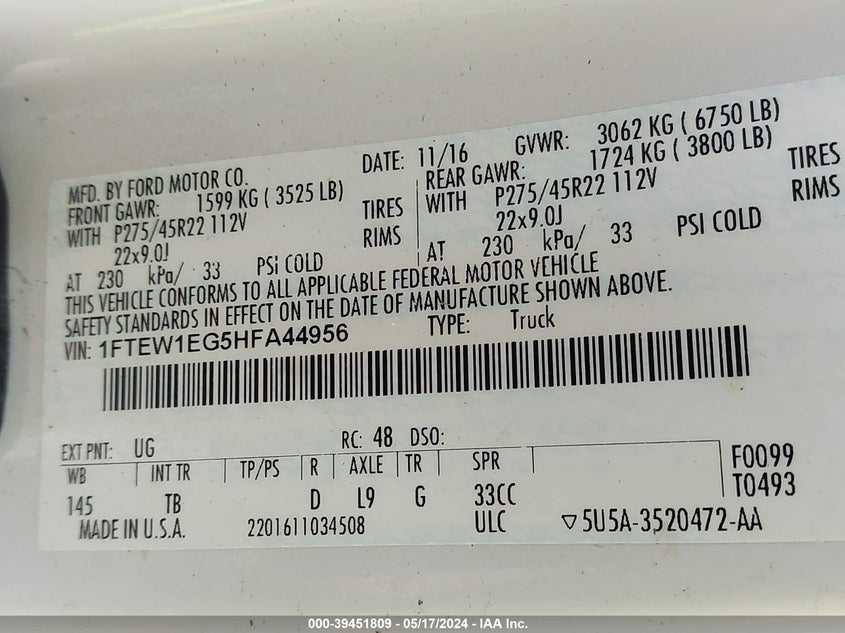 MFD. BY FORD MOTOR CO. DATE: 11/16 GVWR: 3062 KG ( 6750 LB)
FRONT GAWR: 1599 KG ( 3525 LB) REAR GAWR: 1724 KG ( 3800 LB)
WITH P275/45R22 112V TIRES WITH P275/45R22 112V TIRES
22x9.0J RIMS 22x9.0J RIMS
AT 230 kPa/ 33 PSI COLD AT 230 kPa/ 33 PSI COLD
THIS VEHICLE CONFORMS TO ALL APPLICABLE FEDERAL MOTOR VEHICLE
SAFETY STANDARDS IN EFFECT ON THE DATE OF MANUFACTURE SHOWN ABOVE.
VIN: 1FTEW1EG5HFA44956 TYPE: Truck
EXT PNT: UG RC: 48 DSO:
WB INT TR TP/PS R AXLE TR SPR F0099
145 TB D L9 G 33CC T0493
MADE IN U.S.A. 2201611034508 ULC ▽5U5A-3520472-AA
000-39451809 - 05/17/2024 - IAA Inc.